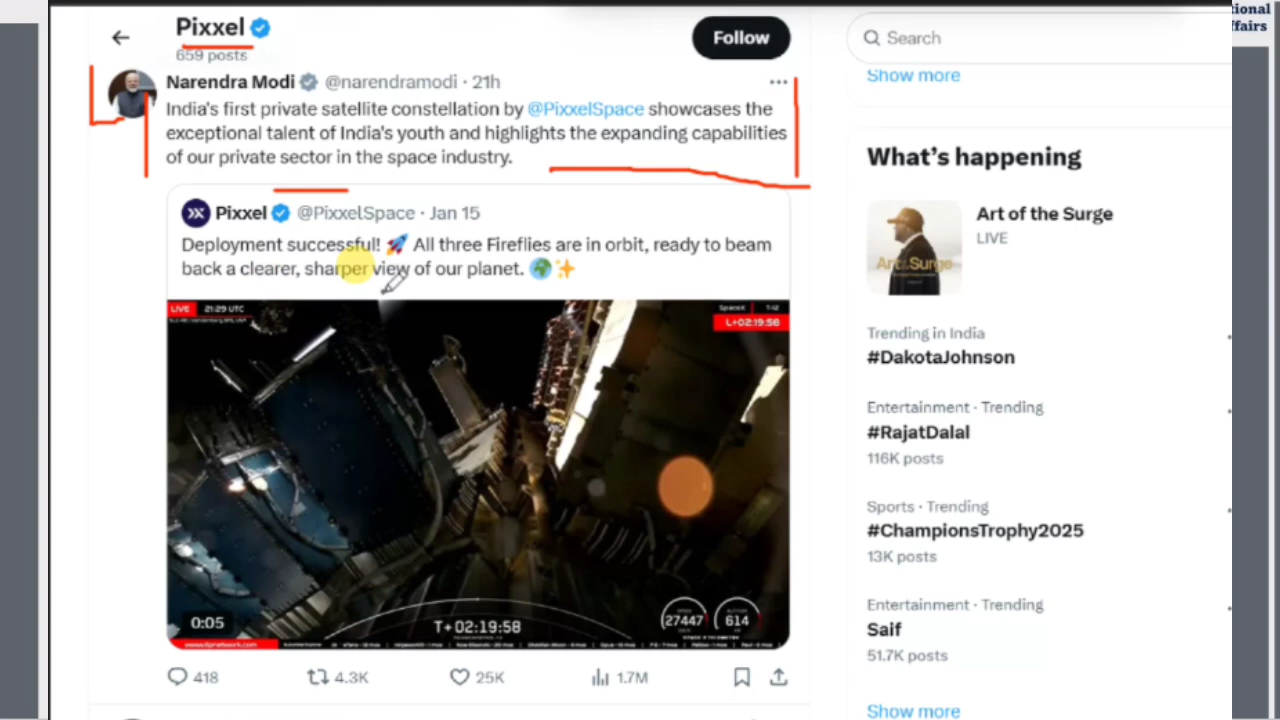 Pixxel
659 posts
Follow
Narendra Modi @narendramodi · 21h
India's first private satellite constellation by @PixxelSpace showcases the
exceptional talent of India's youth and highlights the expanding capabilities
of our private sector in the space industry.
Pixxel @PixxelSpace · Jan 15
Deployment successful! 🚀 All three Fireflies are in orbit, ready to beam
back a clearer, sharper view of our planet. 🌍✨
LIVE 21:29 UTC
SpaceX
L+02:19:58
0:05
T+02:19:58
27447
614
418
4.3K
25K
1.7M
Search
Show more
What's happening
Art of the Surge
LIVE
Trending in India
#DakotaJohnson
Entertainment · Trending
#RajatDalal
116K posts
Sports · Trending
#ChampionsTrophy2025
13K posts
Entertainment · Trending
Saif
51.7K posts
Show more
tional
ffairs